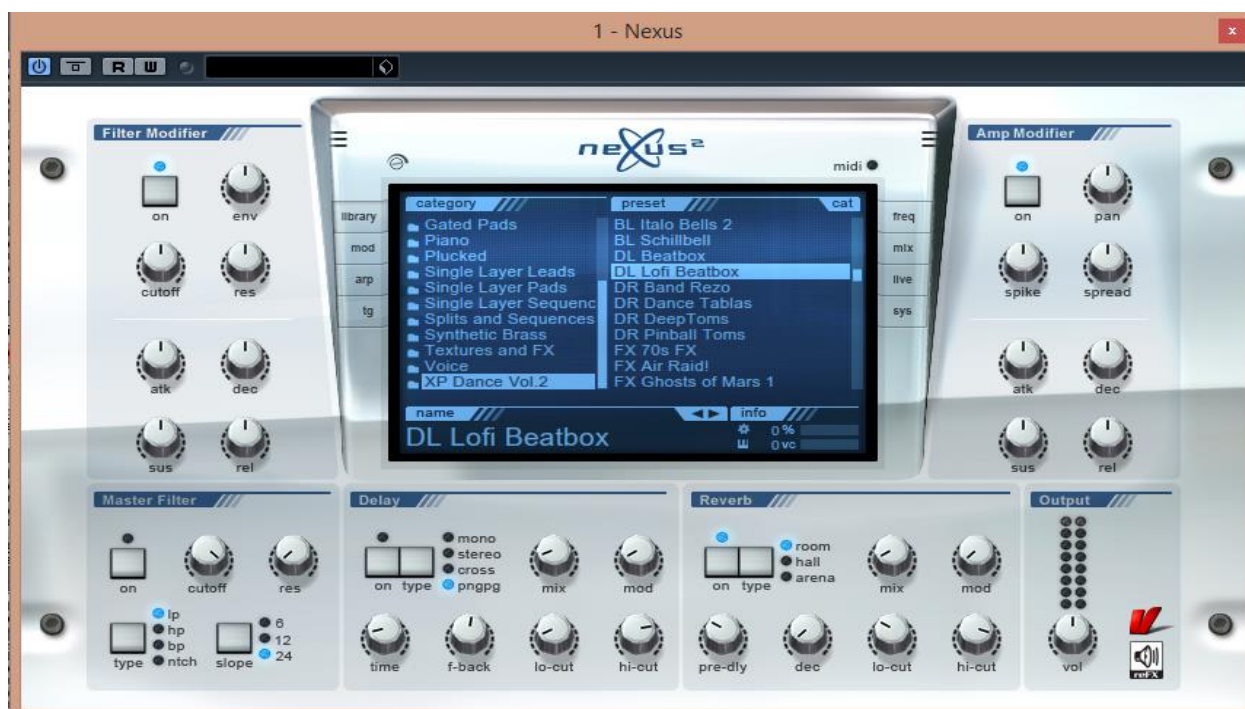 1 - Nexus
x
R W
Filter Modifier
on env
cutoff res
atk dec
sus rel
nexus²
midi
library
mod
arp
tg
category
Gated Pads
Piano
Plucked
Single Layer Leads
Single Layer Pads
Single Layer Sequenc
Splits and Sequences
Synthetic Brass
Textures and FX
Voice
XP Dance Vol.2
preset cat
BL Italo Bells 2
BL Schillbell
DL Beatbox
DL Lofi Beatbox
DR Band Rezo
DR Dance Tablas
DR DeepToms
DR Pinball Toms
FX 70s FX
FX Air Raid!
FX Ghosts of Mars 1
name
DL Lofi Beatbox
info
0 %
0 vc
freq
mix
live
sys
Amp Modifier
on pan
spike spread
atk dec
sus rel
Master Filter
on cutoff res
type
lp
hp
bp
ntch
slope
6
12
24
Delay
on type
mono
stereo
cross
pngpg
mix mod
time f-back lo-cut hi-cut
Reverb
on type
room
hall
arena
mix mod
pre-dly dec lo-cut hi-cut
Output
vol
reFX